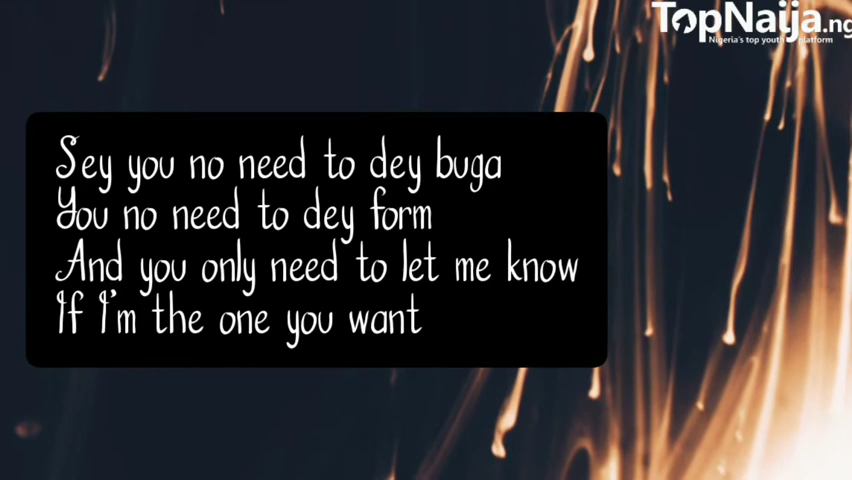 TopNaija.ng
Nigeria's top youth platform
Sey you no need to dey buga
You no need to dey form
And you only need to let me know
If I'm the one you want